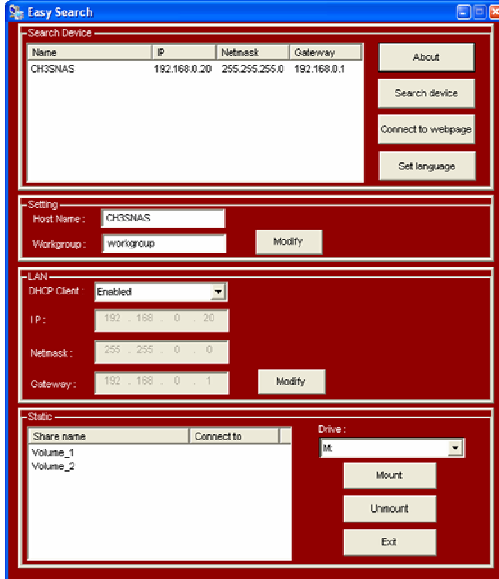 Easy Search
Search Device
Name IP Netmask Gateway
CH3SNAS 192.168.0.20 255.255.255.0 192.168.0.1
About
Search device
Connect to webpage
Set language
Setting
Host Name : CH3SNAS
Workgroup : workgroup
Modify
LAN
DHCP Client : Enabled
IP : 192 . 168 . 0 . 20
Netmask : 255 . 255 . 0 . 0
Gateway : 192 . 168 . 0 . 1
Modify
Static
Share name Connect to
Volume_1
Volume_2
Drive :
M:
Mount
Unmount
Exit